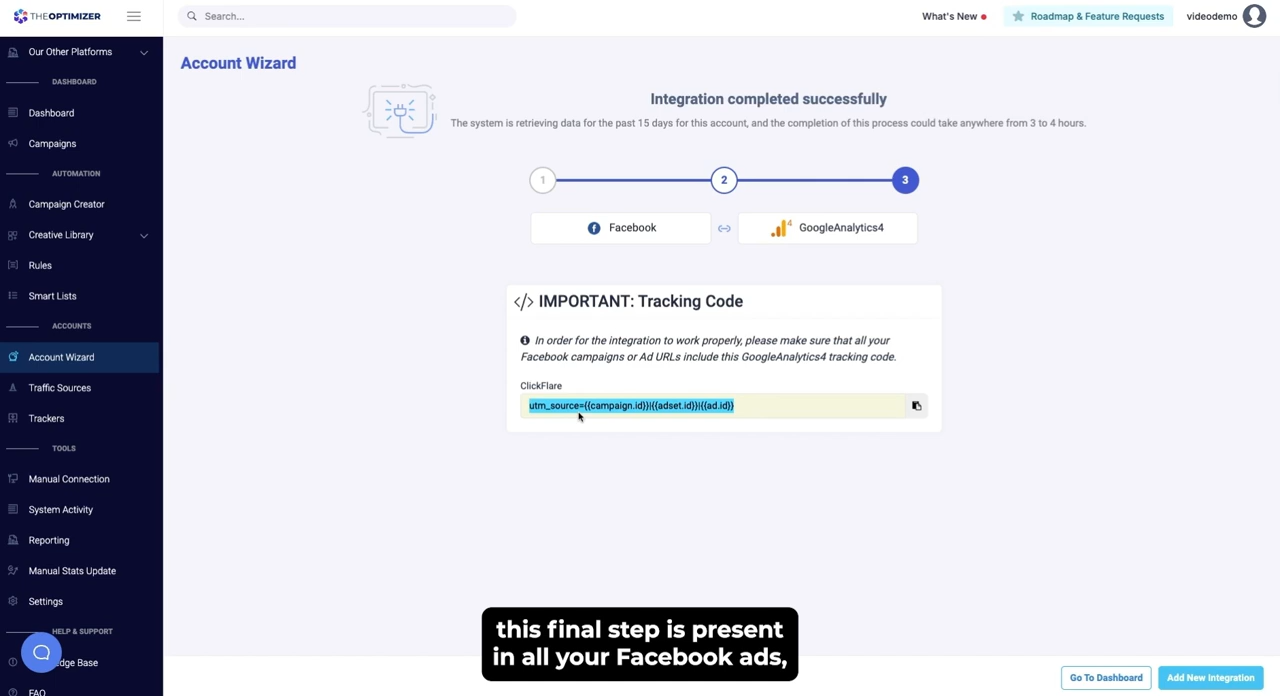 THEOPTIMIZER
Search...
What's New
Roadmap & Feature Requests
videodemo
Our Other Platforms
DASHBOARD
Dashboard
Campaigns
AUTOMATION
Campaign Creator
Creative Library
Rules
Smart Lists
ACCOUNTS
Account Wizard
Traffic Sources
Trackers
TOOLS
Manual Connection
System Activity
Reporting
Manual Stats Update
Settings
HELP & SUPPORT
edge Base
FAQ
Account Wizard
Integration completed successfully
The system is retrieving data for the past 15 days for this account, and the completion of this process could take anywhere from 3 to 4 hours.
1
2
3
Facebook
4 GoogleAnalytics4
</> IMPORTANT: Tracking Code
In order for the integration to work properly, please make sure that all your
Facebook campaigns or Ad URLs include this GoogleAnalytics4 tracking code.
ClickFlare
utm_source={{campaign.id}}|{{adset.id}}|{{ad.id}}
this final step is present
in all your Facebook ads,
Go To Dashboard
Add New Integration